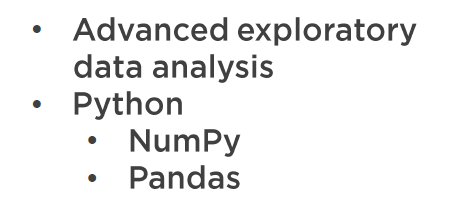 • Advanced exploratory
data analysis
• Python
• NumPy
• Pandas